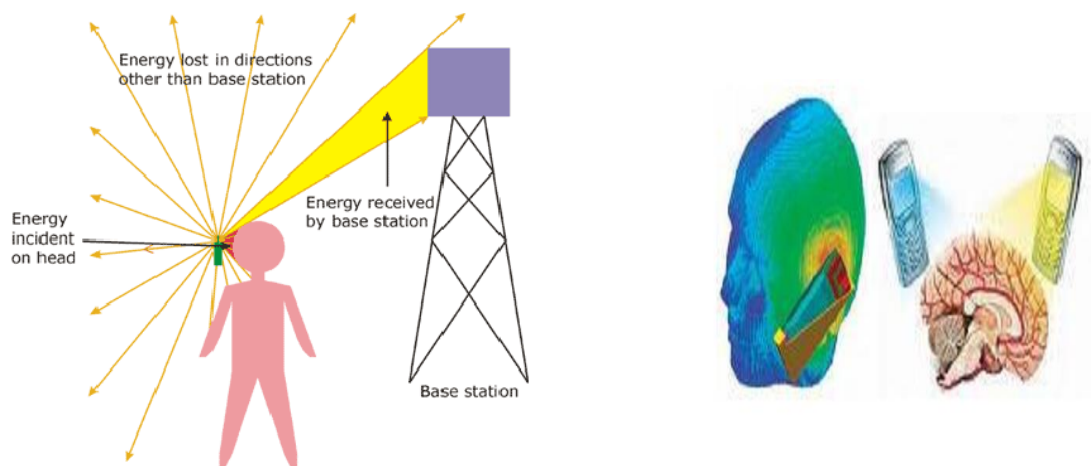 Energy lost in directions
other than base station
Energy received
by base station
Energy
incident
on head
Base station